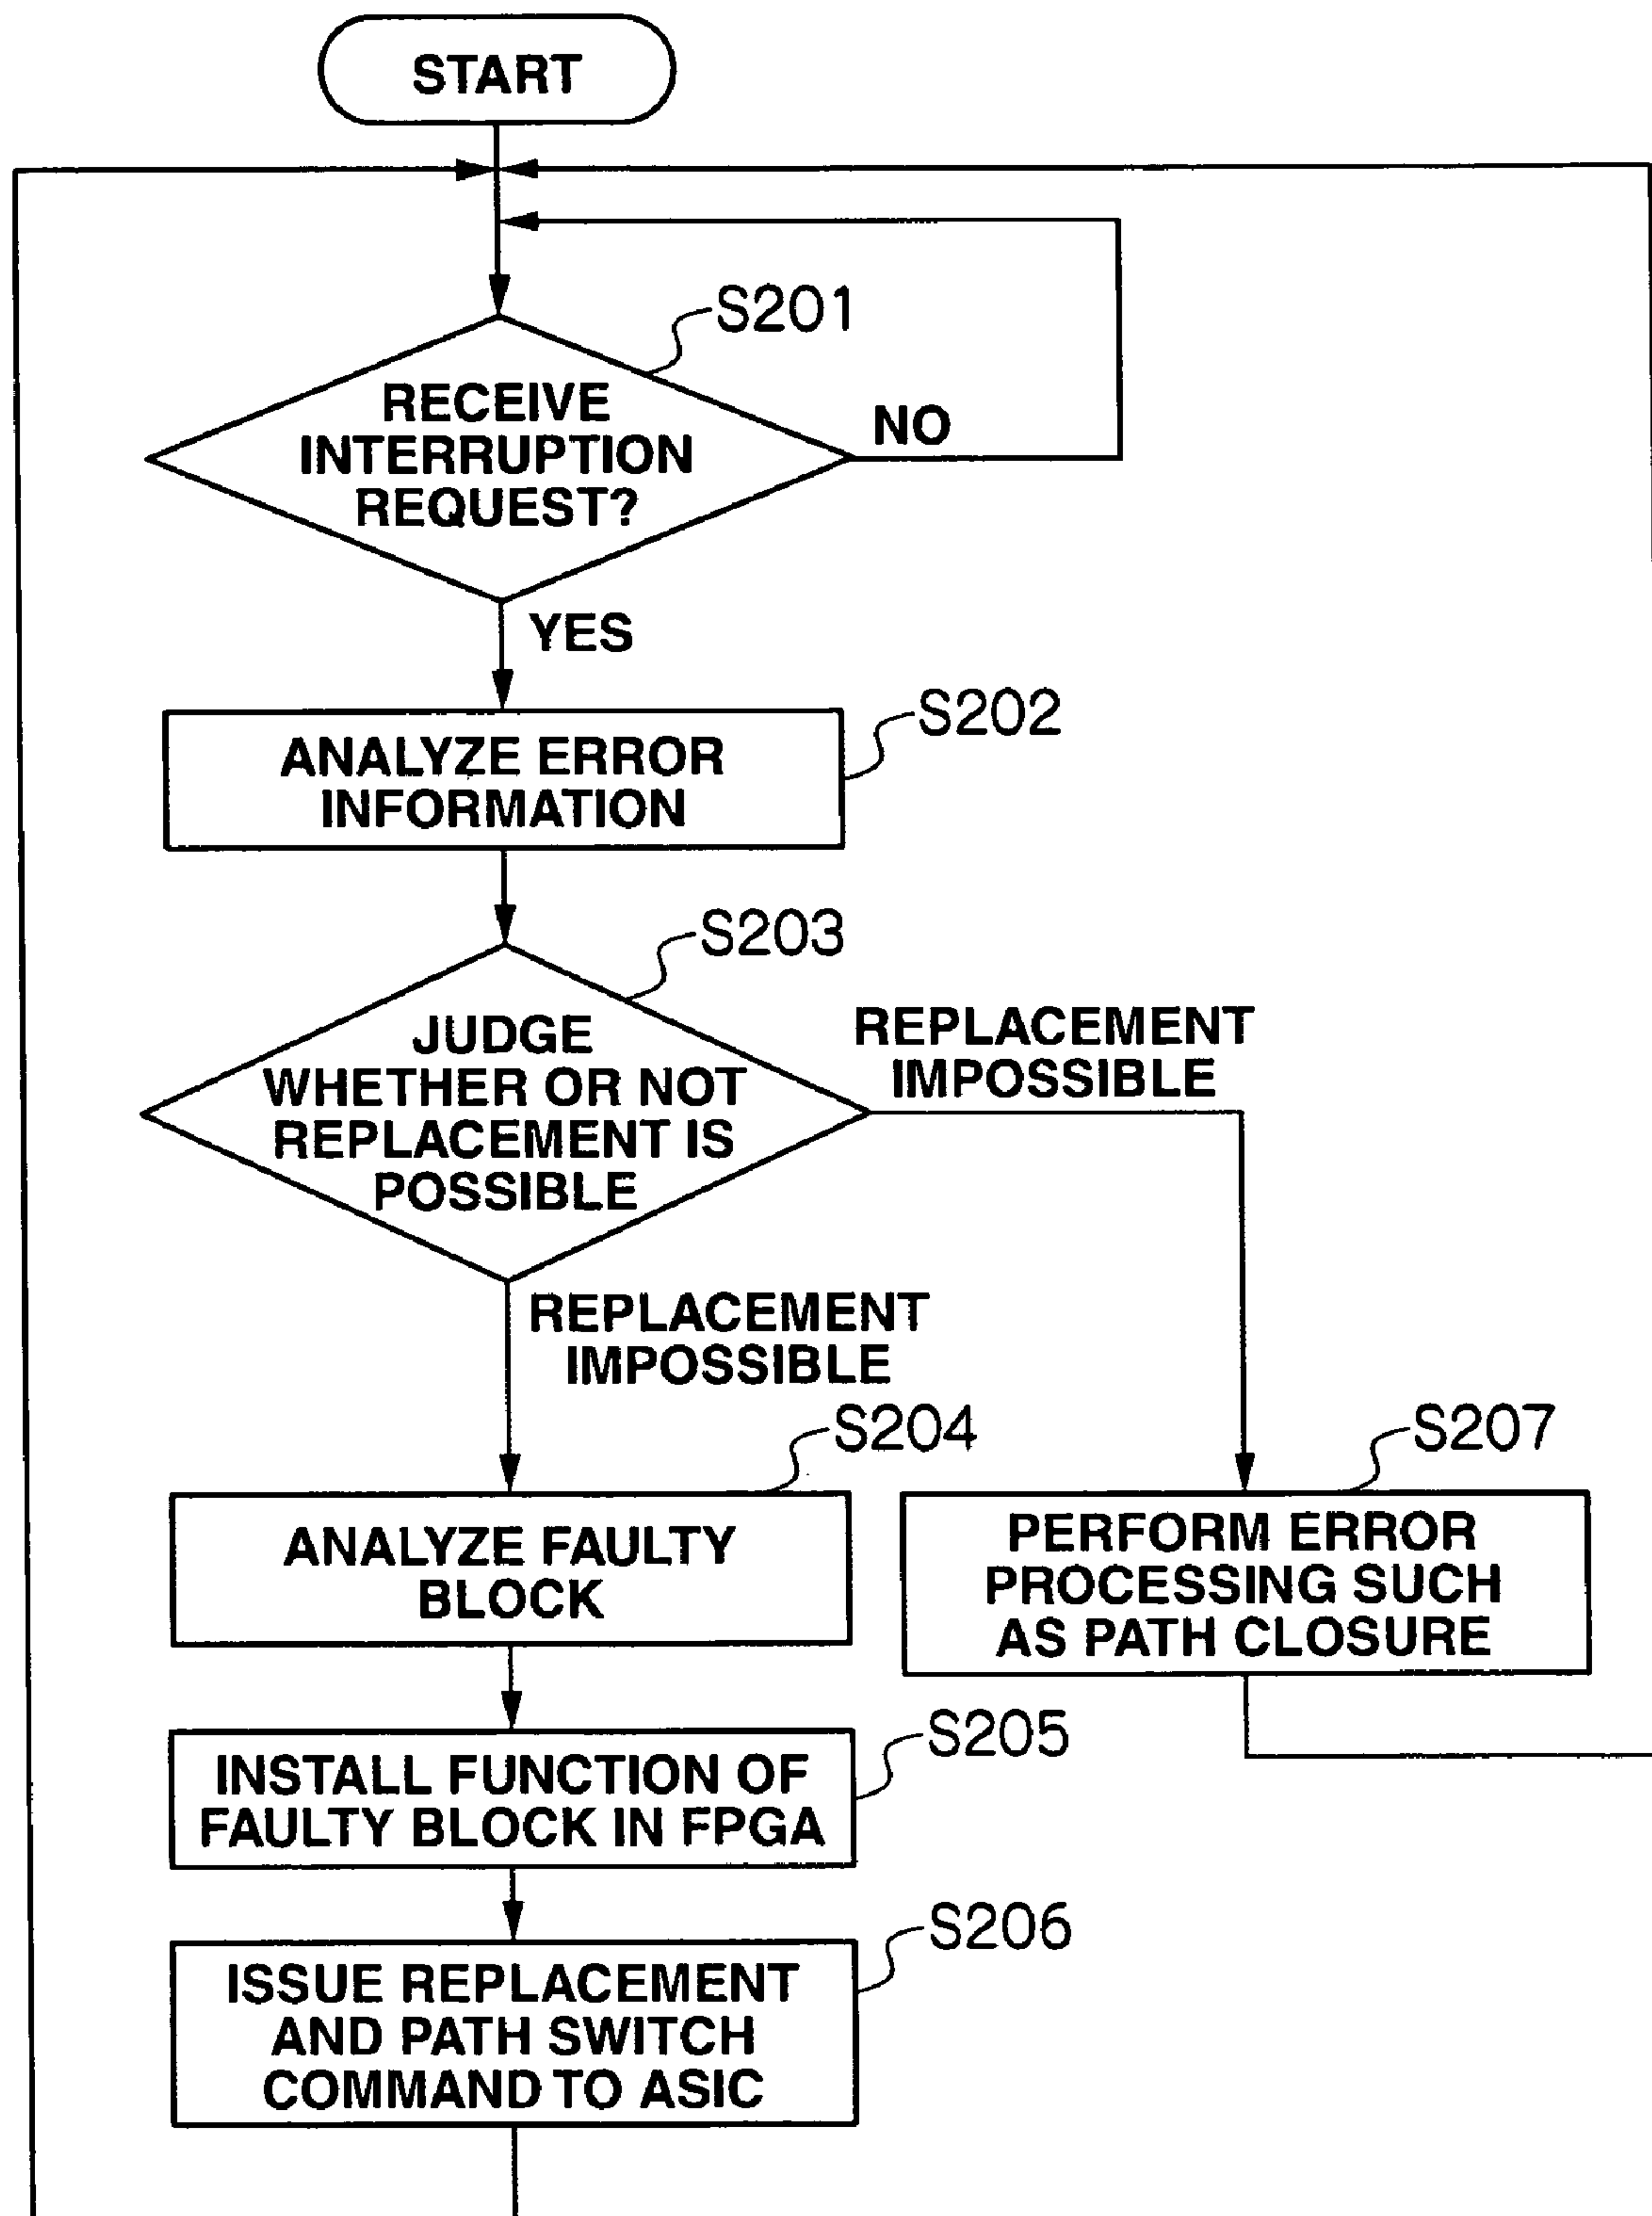 START
S201
RECEIVE
INTERRUPTION
REQUEST?
NO
YES
S202
ANALYZE ERROR
INFORMATION
S203
JUDGE
WHETHER OR NOT
REPLACEMENT IS
POSSIBLE
REPLACEMENT
IMPOSSIBLE
REPLACEMENT
IMPOSSIBLE
S204
ANALYZE FAULTY
BLOCK
S207
PERFORM ERROR
PROCESSING SUCH
AS PATH CLOSURE
S205
INSTALL FUNCTION OF
FAULTY BLOCK IN FPGA
S206
ISSUE REPLACEMENT
AND PATH SWITCH
COMMAND TO ASIC